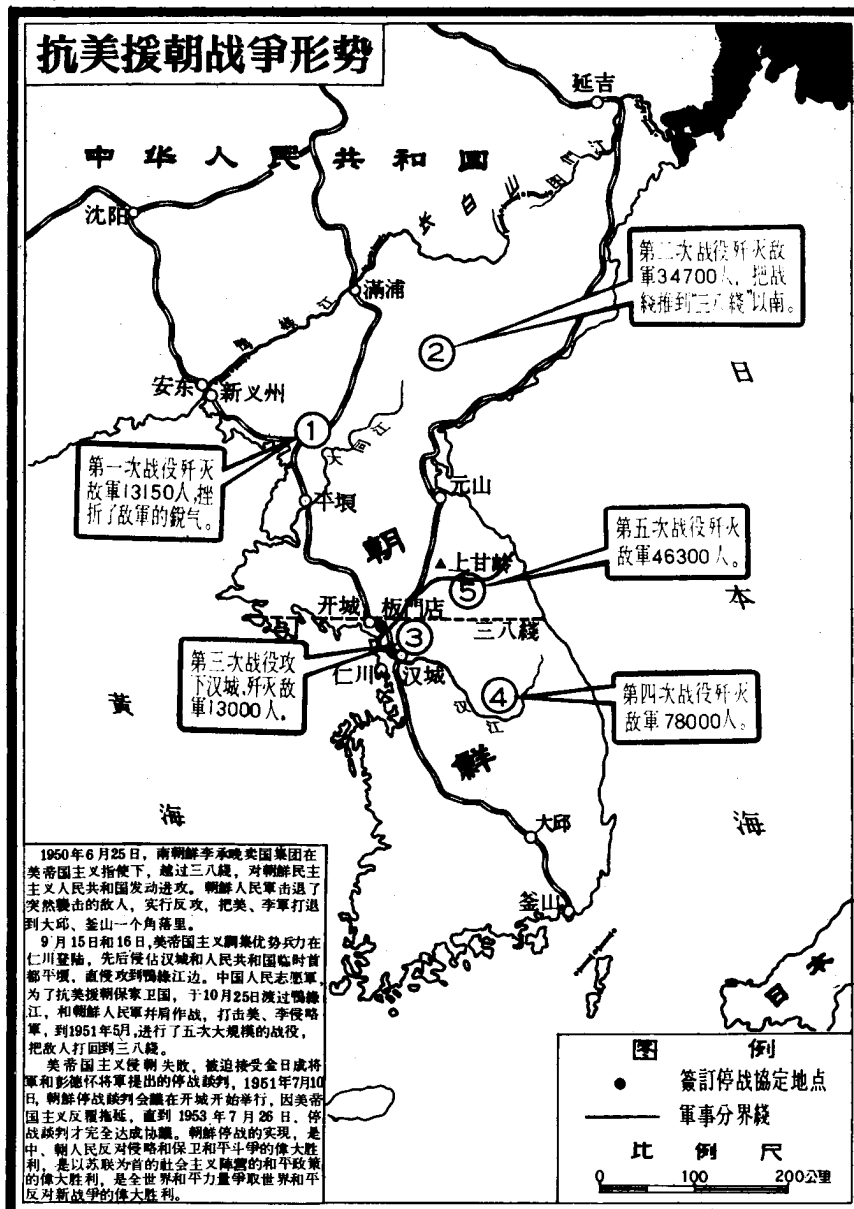 抗美援朝战爭形勢
延吉
中华人民共和国
长白山
图們江
沈阳
滿浦
鴨綠江
第二次战役歼灭敌
軍34700人，把战
綫推到“三八綫”以南。
②
日
安东
新义州
①
大同江
第一次战役歼灭
敌軍13150人,挫
折了敌軍的銳气。
平壤
元山
朝
第五次战役歼灭
敌軍46300人。
上甘岭
⑤
本
开城
板門店
三八綫
③
第三次战役攻
下汉城,歼灭敌
軍13000人,
仁川
汉城
④
汉江
第四次战役歼灭
敌軍78000人。
黃
鮮
海
大邱
海
釜山
1950年6月25日，南朝鮮李承晚卖国集团在
美帝国主义指使下，越过三八綫，对朝鮮民主
主义人民共和国发动进攻。朝鮮人民軍击退了
突然襲击的敌人，实行反攻，把美、李軍打退
到大邱、釜山一个角落里。
9月15日和16日,美帝国主义調集优势兵力在
仁川登陆，先后侵佔汉城和人民共和国临时首
都平壤，直侵攻到鴨綠江边。中国人民志愿軍，
为了抗美援朝保家卫国，于10月25日渡过鴨綠
江，和朝鮮人民軍并肩作战，打击美、李侵略
軍，到1951年5月,进行了五次大規模的战役，
把敌人打回到三八綫。
美帝国主义侵朝失败，被迫接受金日成將
軍和彭德怀將軍提出的停战談判，1951年7月10
日，朝鮮停战談判会議在开城开始举行，因美帝
国主义反覆拖延，直到1953年7月26日，停
战談判才完全达成协議。朝鮮停战的实現，是
中、朝人民反对侵略和保卫和平斗爭的偉大胜
利，是以苏联为首的社会主义陣营的和平政策
的偉大胜利，是全世界和平力量爭取世界和平
反对新战爭的偉大胜利。
日本
图例
簽訂停战協定地点
軍事分界綫
比例尺
0 100 200公里